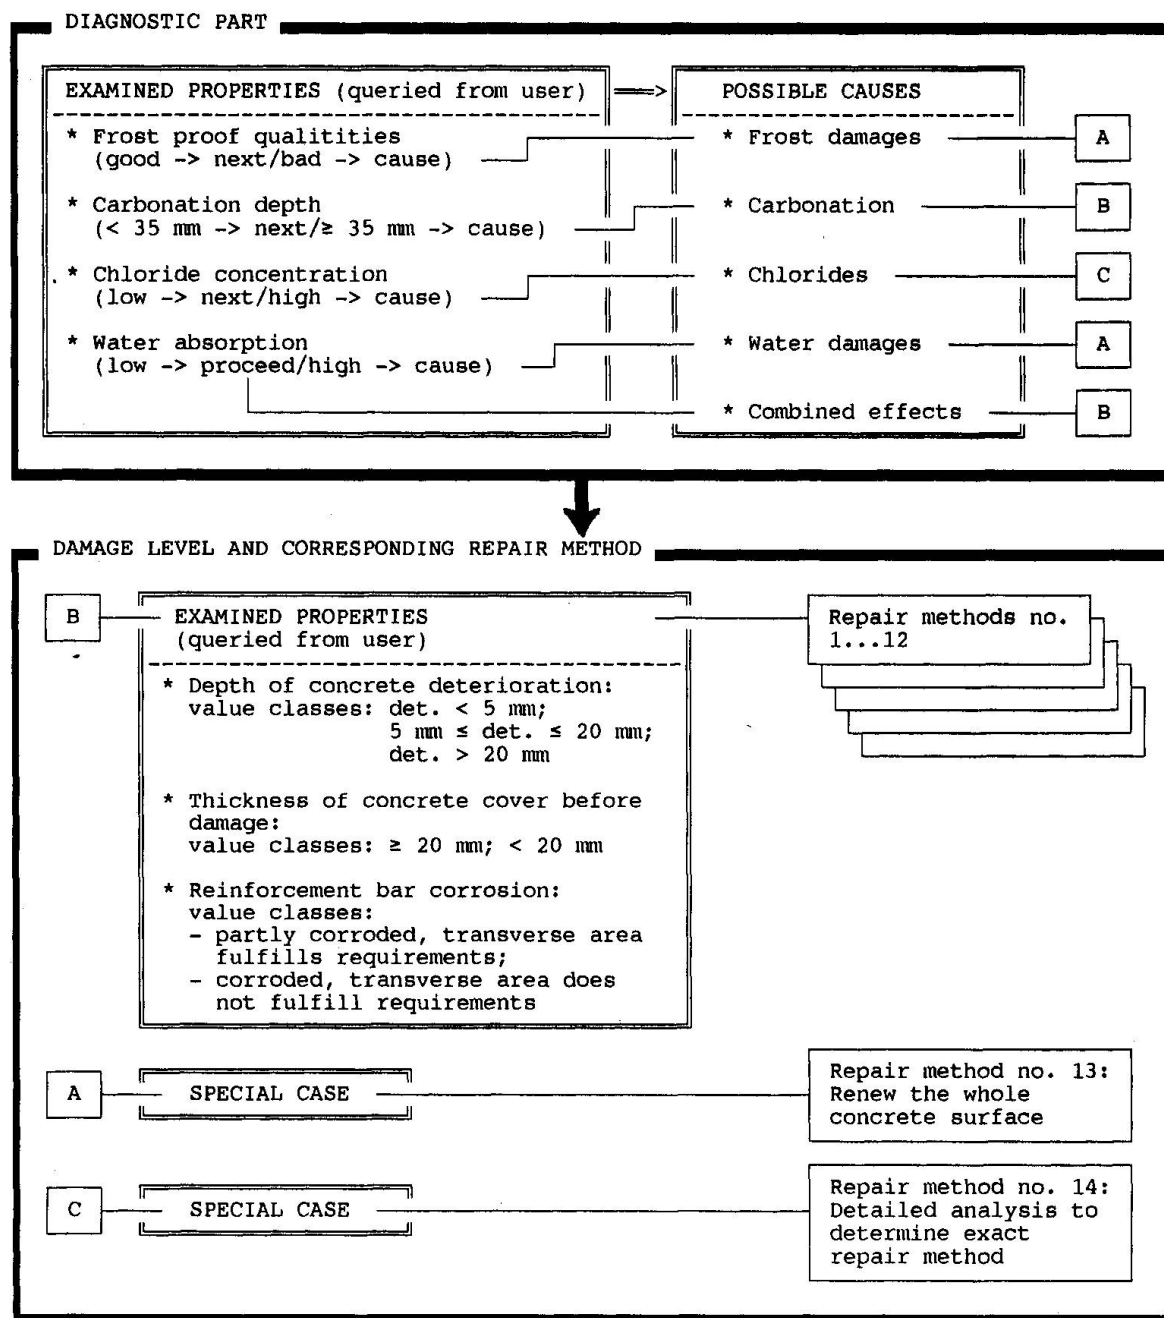 DIAGNOSTIC PART
EXAMINED PROPERTIES (queried from user)
===>
POSSIBLE CAUSES
* Frost proof qualitities
(good -> next/bad -> cause)
* Frost damages
A
* Carbonation depth
(< 35 mm -> next/≥ 35 mm -> cause)
* Carbonation
B
* Chloride concentration
(low -> next/high -> cause)
* Chlorides
C
* Water absorption
(low -> proceed/high -> cause)
* Water damages
A
* Combined effects
B
DAMAGE LEVEL AND CORRESPONDING REPAIR METHOD
B
EXAMINED PROPERTIES
(queried from user)
* Depth of concrete deterioration:
value classes: det. < 5 mm;
5 mm ≤ det. ≤ 20 mm;
det. > 20 mm
* Thickness of concrete cover before
damage:
value classes: ≥ 20 mm; < 20 mm
* Reinforcement bar corrosion:
value classes:
- partly corroded, transverse area
fulfills requirements;
- corroded, transverse area does
not fulfill requirements
Repair methods no.
1...12
A
SPECIAL CASE
Repair method no. 13:
Renew the whole
concrete surface
C
SPECIAL CASE
Repair method no. 14:
Detailed analysis to
determine exact
repair method